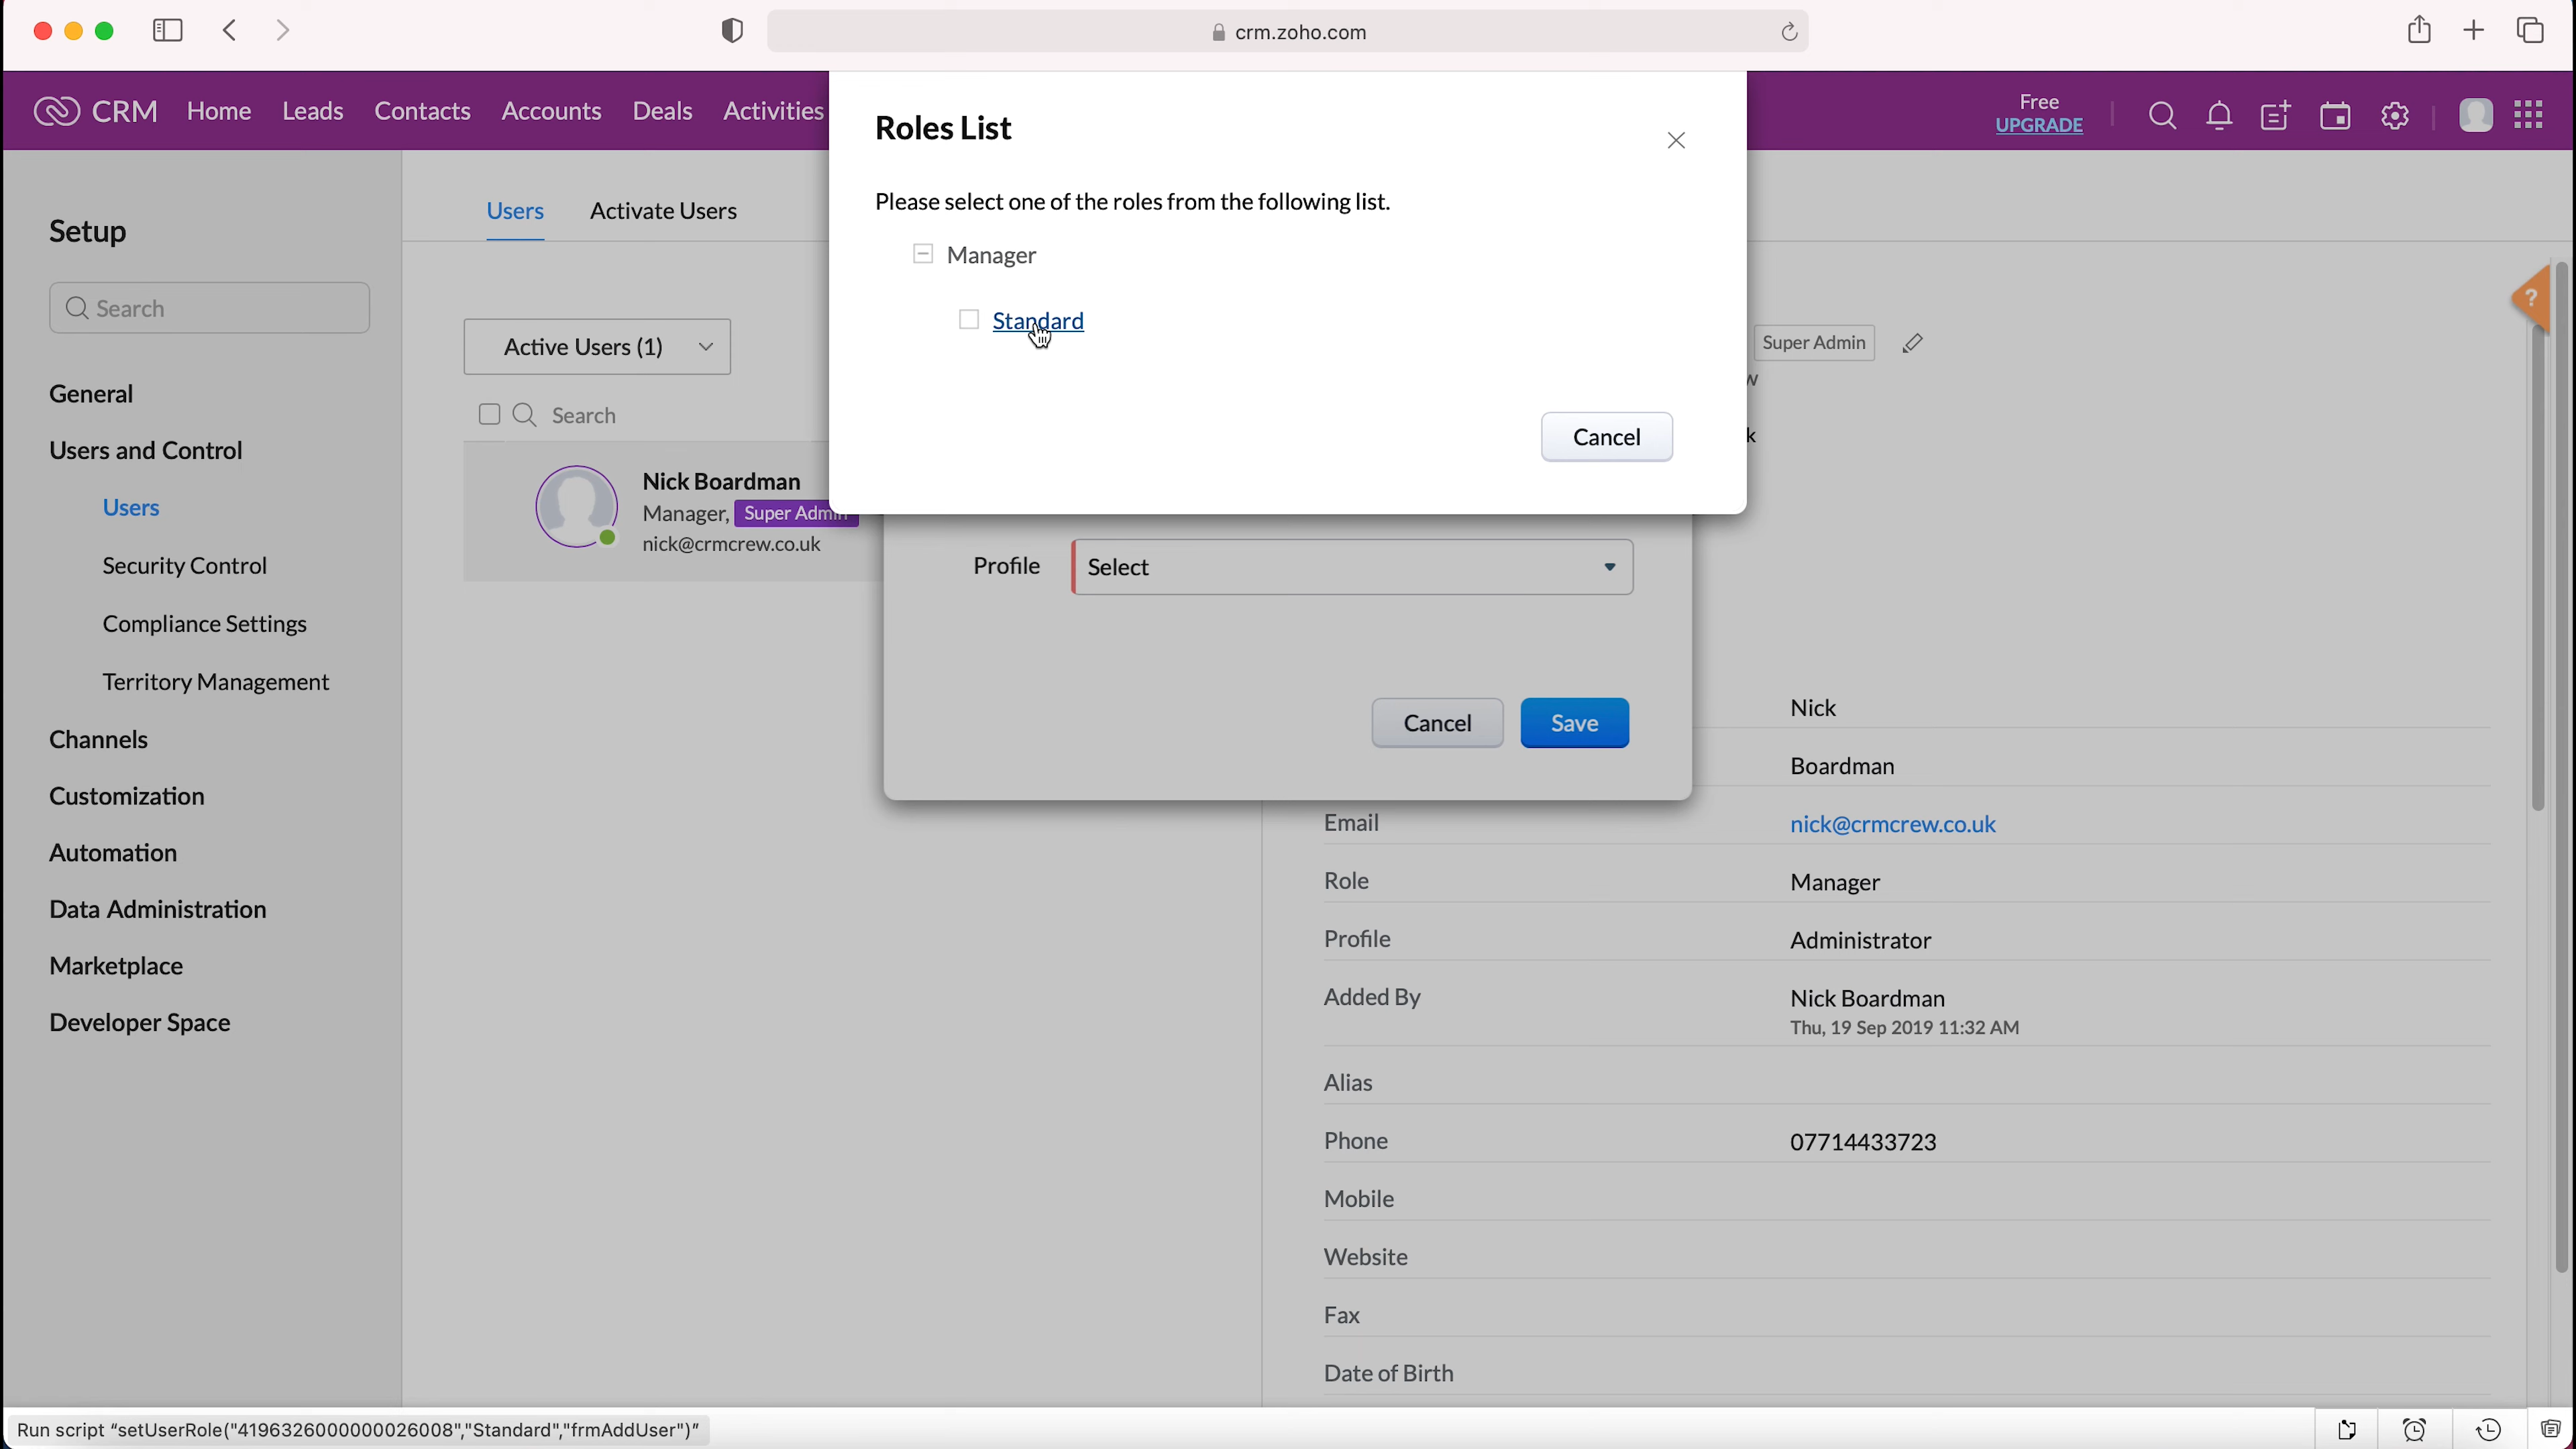 crm.zoho.com
CRM Home Leads Contacts Accounts Deals Activities
Free
UPGRADE
Roles List
Please select one of the roles from the following list.
Manager
Standard
Cancel
Setup
Search
General
Users and Control
Users
Security Control
Compliance Settings
Territory Management
Channels
Customization
Automation
Data Administration
Marketplace
Developer Space
Users Activate Users
Active Users (1)
Search
Nick Boardman
Manager, Super Admin
nick@crmcrew.co.uk
Profile Select
Cancel Save
Super Admin
?
w
k
Nick
Boardman
Email nick@crmcrew.co.uk
Role Manager
Profile Administrator
Added By Nick Boardman
Thu, 19 Sep 2019 11:32 AM
Alias
Phone 07714433723
Mobile
Website
Fax
Date of Birth
Run script “setUserRole("4196326000000026008","Standard","frmAddUser")”